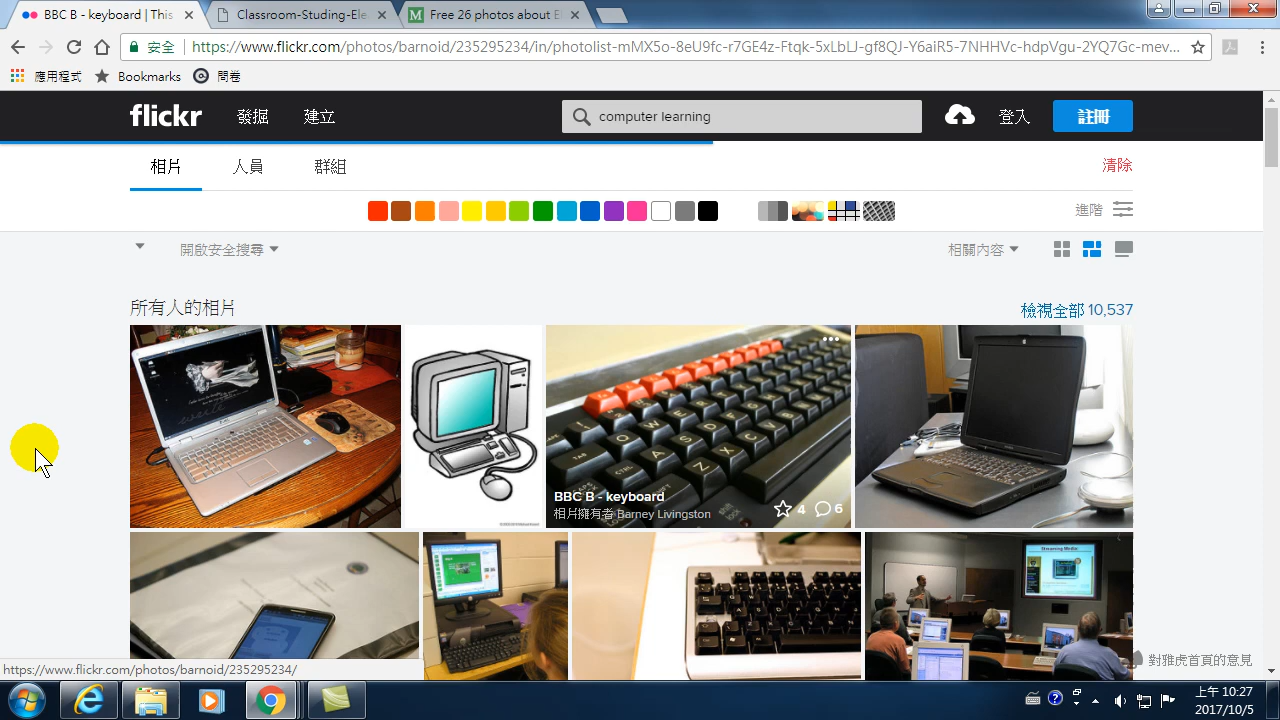 BBC B - keyboard | This
Classroom-Studing-Ele
Free 26 photos about El
安全
https://www.flickr.com/photos/barnoid/235295234/in/photolist-mMX5o-8eU9fc-r7GE4z-Ftqk-5xLbLJ-gf8QJ-Y6aiR5-7NHHVc-hdpVgu-2YQ7Gc-mev...
應用程式
Bookmarks
問卷
flickr
發掘
建立
computer learning
登入
註冊
相片
人員
群組
清除
進階
開啟安全搜尋
相關內容
所有人的相片
檢視全部 10,537
BBC B - keyboard
相片擁有者 Barney Livingston
4
6
Streaming Media
對雅虎首頁的意見
https://www.flickr.com/photos/barnoid/235295234/
上午 10:27
2017/10/5